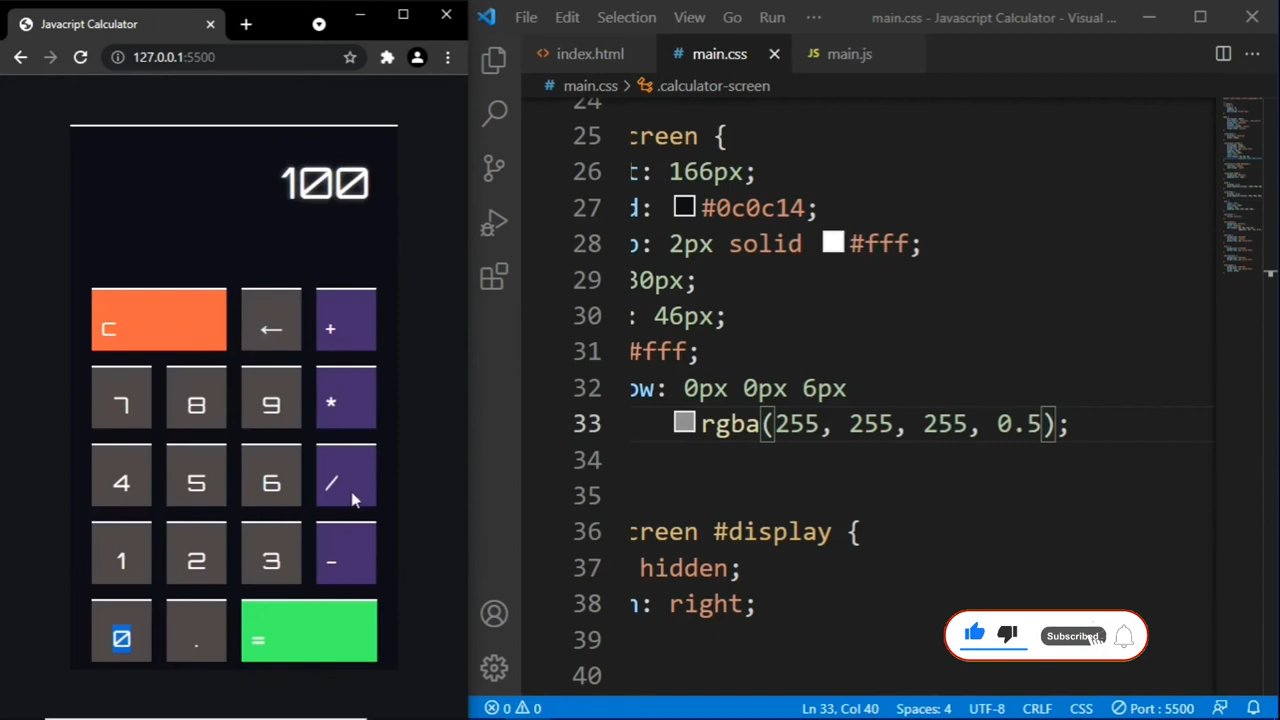 Javacript Calculator
127.0.0.1:5500
100
C
←
+
7
8
9
*
4
5
6
/
1
2
3
-
0
.
=
File
Edit
Selection
View
Go
Run
main.css - Javascript Calculator - Visual ...
index.html
# main.css
JS main.js
# main.css > .calculator-screen
24
25 creen {
26 t: 166px;
27 d: #0c0c14;
28 o: 2px solid #fff;
29 30px;
30 : 46px;
31 #fff;
32 ow: 0px 0px 6px
33 rgba(255, 255, 255, 0.5);
34
35
36 creen #display {
37 hidden;
38 n: right;
39
40
Subscribed
0 0
Ln 33, Col 40
Spaces: 4
UTF-8
CRLF
CSS
Port : 5500